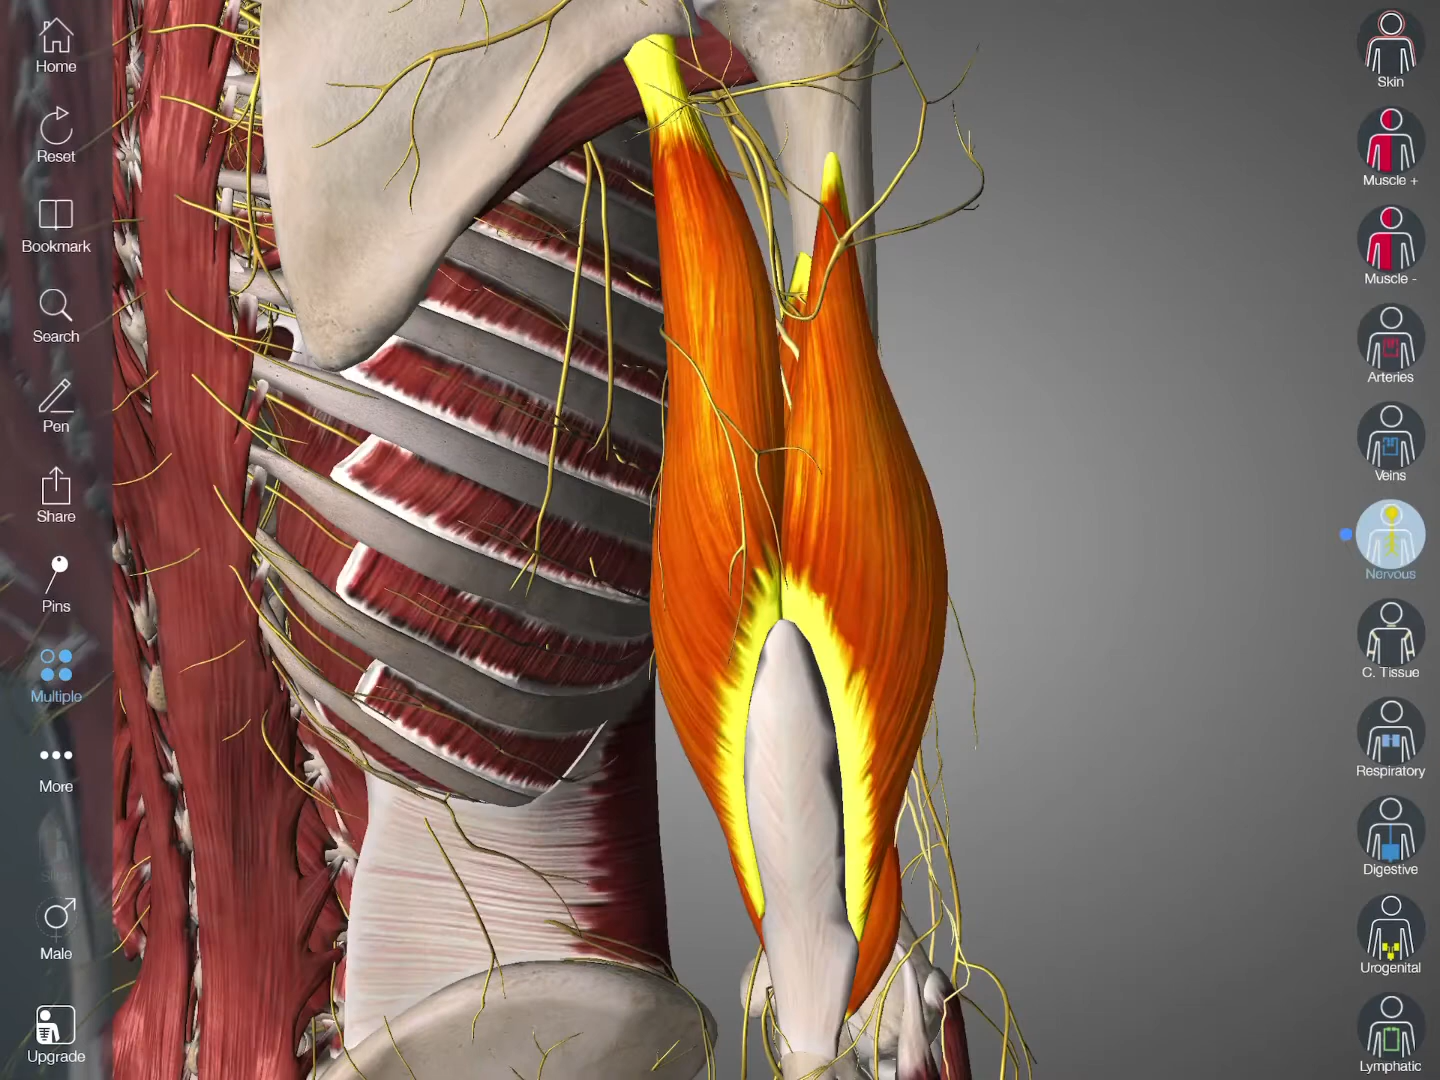 Home
Reset
Bookmark
Search
Pen
Share
Pins
Multiple
More
Male
Upgrade
Skin
Muscle +
Muscle -
Arteries
Veins
Nervous
C. Tissue
Respiratory
Digestive
Urogenital
Lymphatic